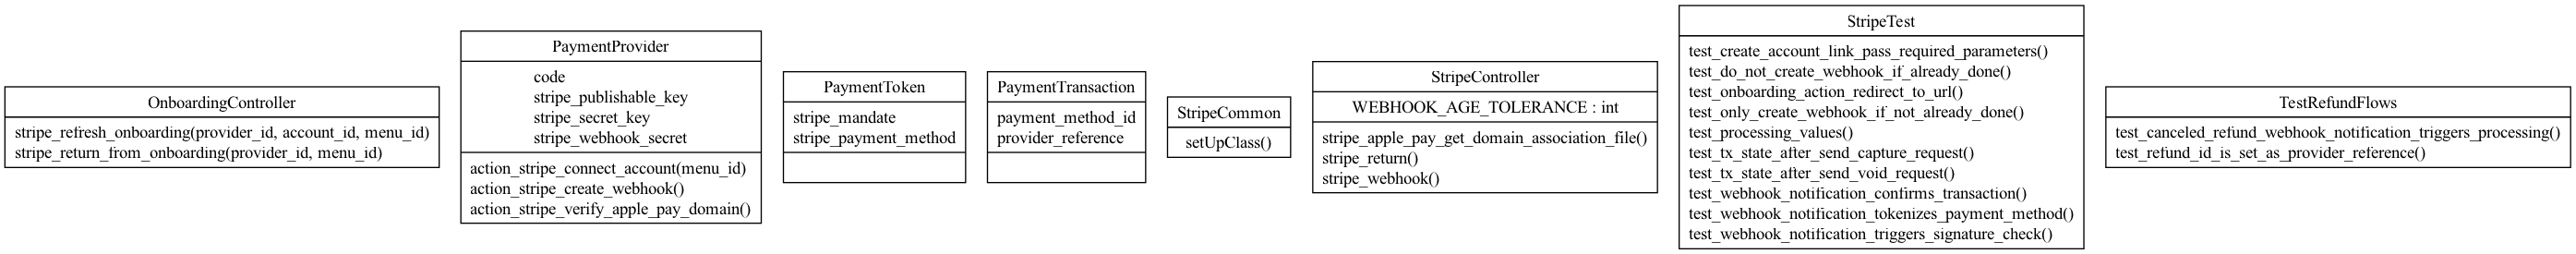 OnboardingController
stripe_refresh_onboarding(provider_id, account_id, menu_id)
stripe_return_from_onboarding(provider_id, menu_id)
PaymentProvider
code
stripe_publishable_key
stripe_secret_key
stripe_webhook_secret
action_stripe_connect_account(menu_id)
action_stripe_create_webhook()
action_stripe_verify_apple_pay_domain()
PaymentToken
stripe_mandate
stripe_payment_method
PaymentTransaction
payment_method_id
provider_reference
StripeCommon
setUpClass()
StripeController
WEBHOOK_AGE_TOLERANCE : int
stripe_apple_pay_get_domain_association_file()
stripe_return()
stripe_webhook()
StripeTest
test_create_account_link_pass_required_parameters()
test_do_not_create_webhook_if_already_done()
test_onboarding_action_redirect_to_url()
test_only_create_webhook_if_not_already_done()
test_processing_values()
test_tx_state_after_send_capture_request()
test_tx_state_after_send_void_request()
test_webhook_notification_confirms_transaction()
test_webhook_notification_tokenizes_payment_method()
test_webhook_notification_triggers_signature_check()
TestRefundFlows
test_canceled_refund_webhook_notification_triggers_processing()
test_refund_id_is_set_as_provider_reference()